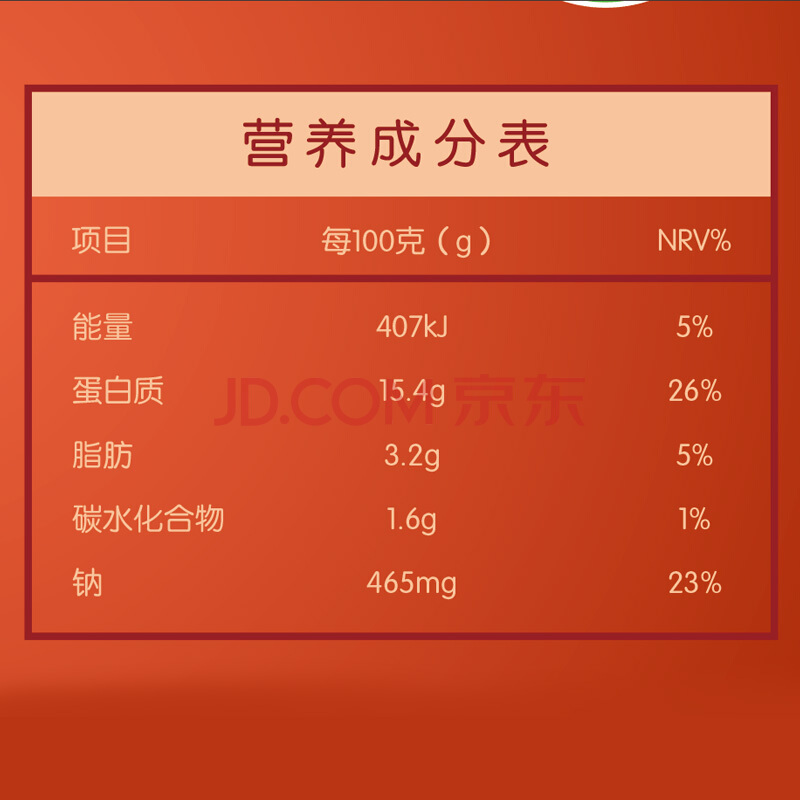 营养成分表
项目 每100克（g） NRV%
能量 407kJ 5%
蛋白质 15.4g 26%
JD.COM 京东
脂肪 3.2g 5%
碳水化合物 1.6g 1%
钠 465mg 23%